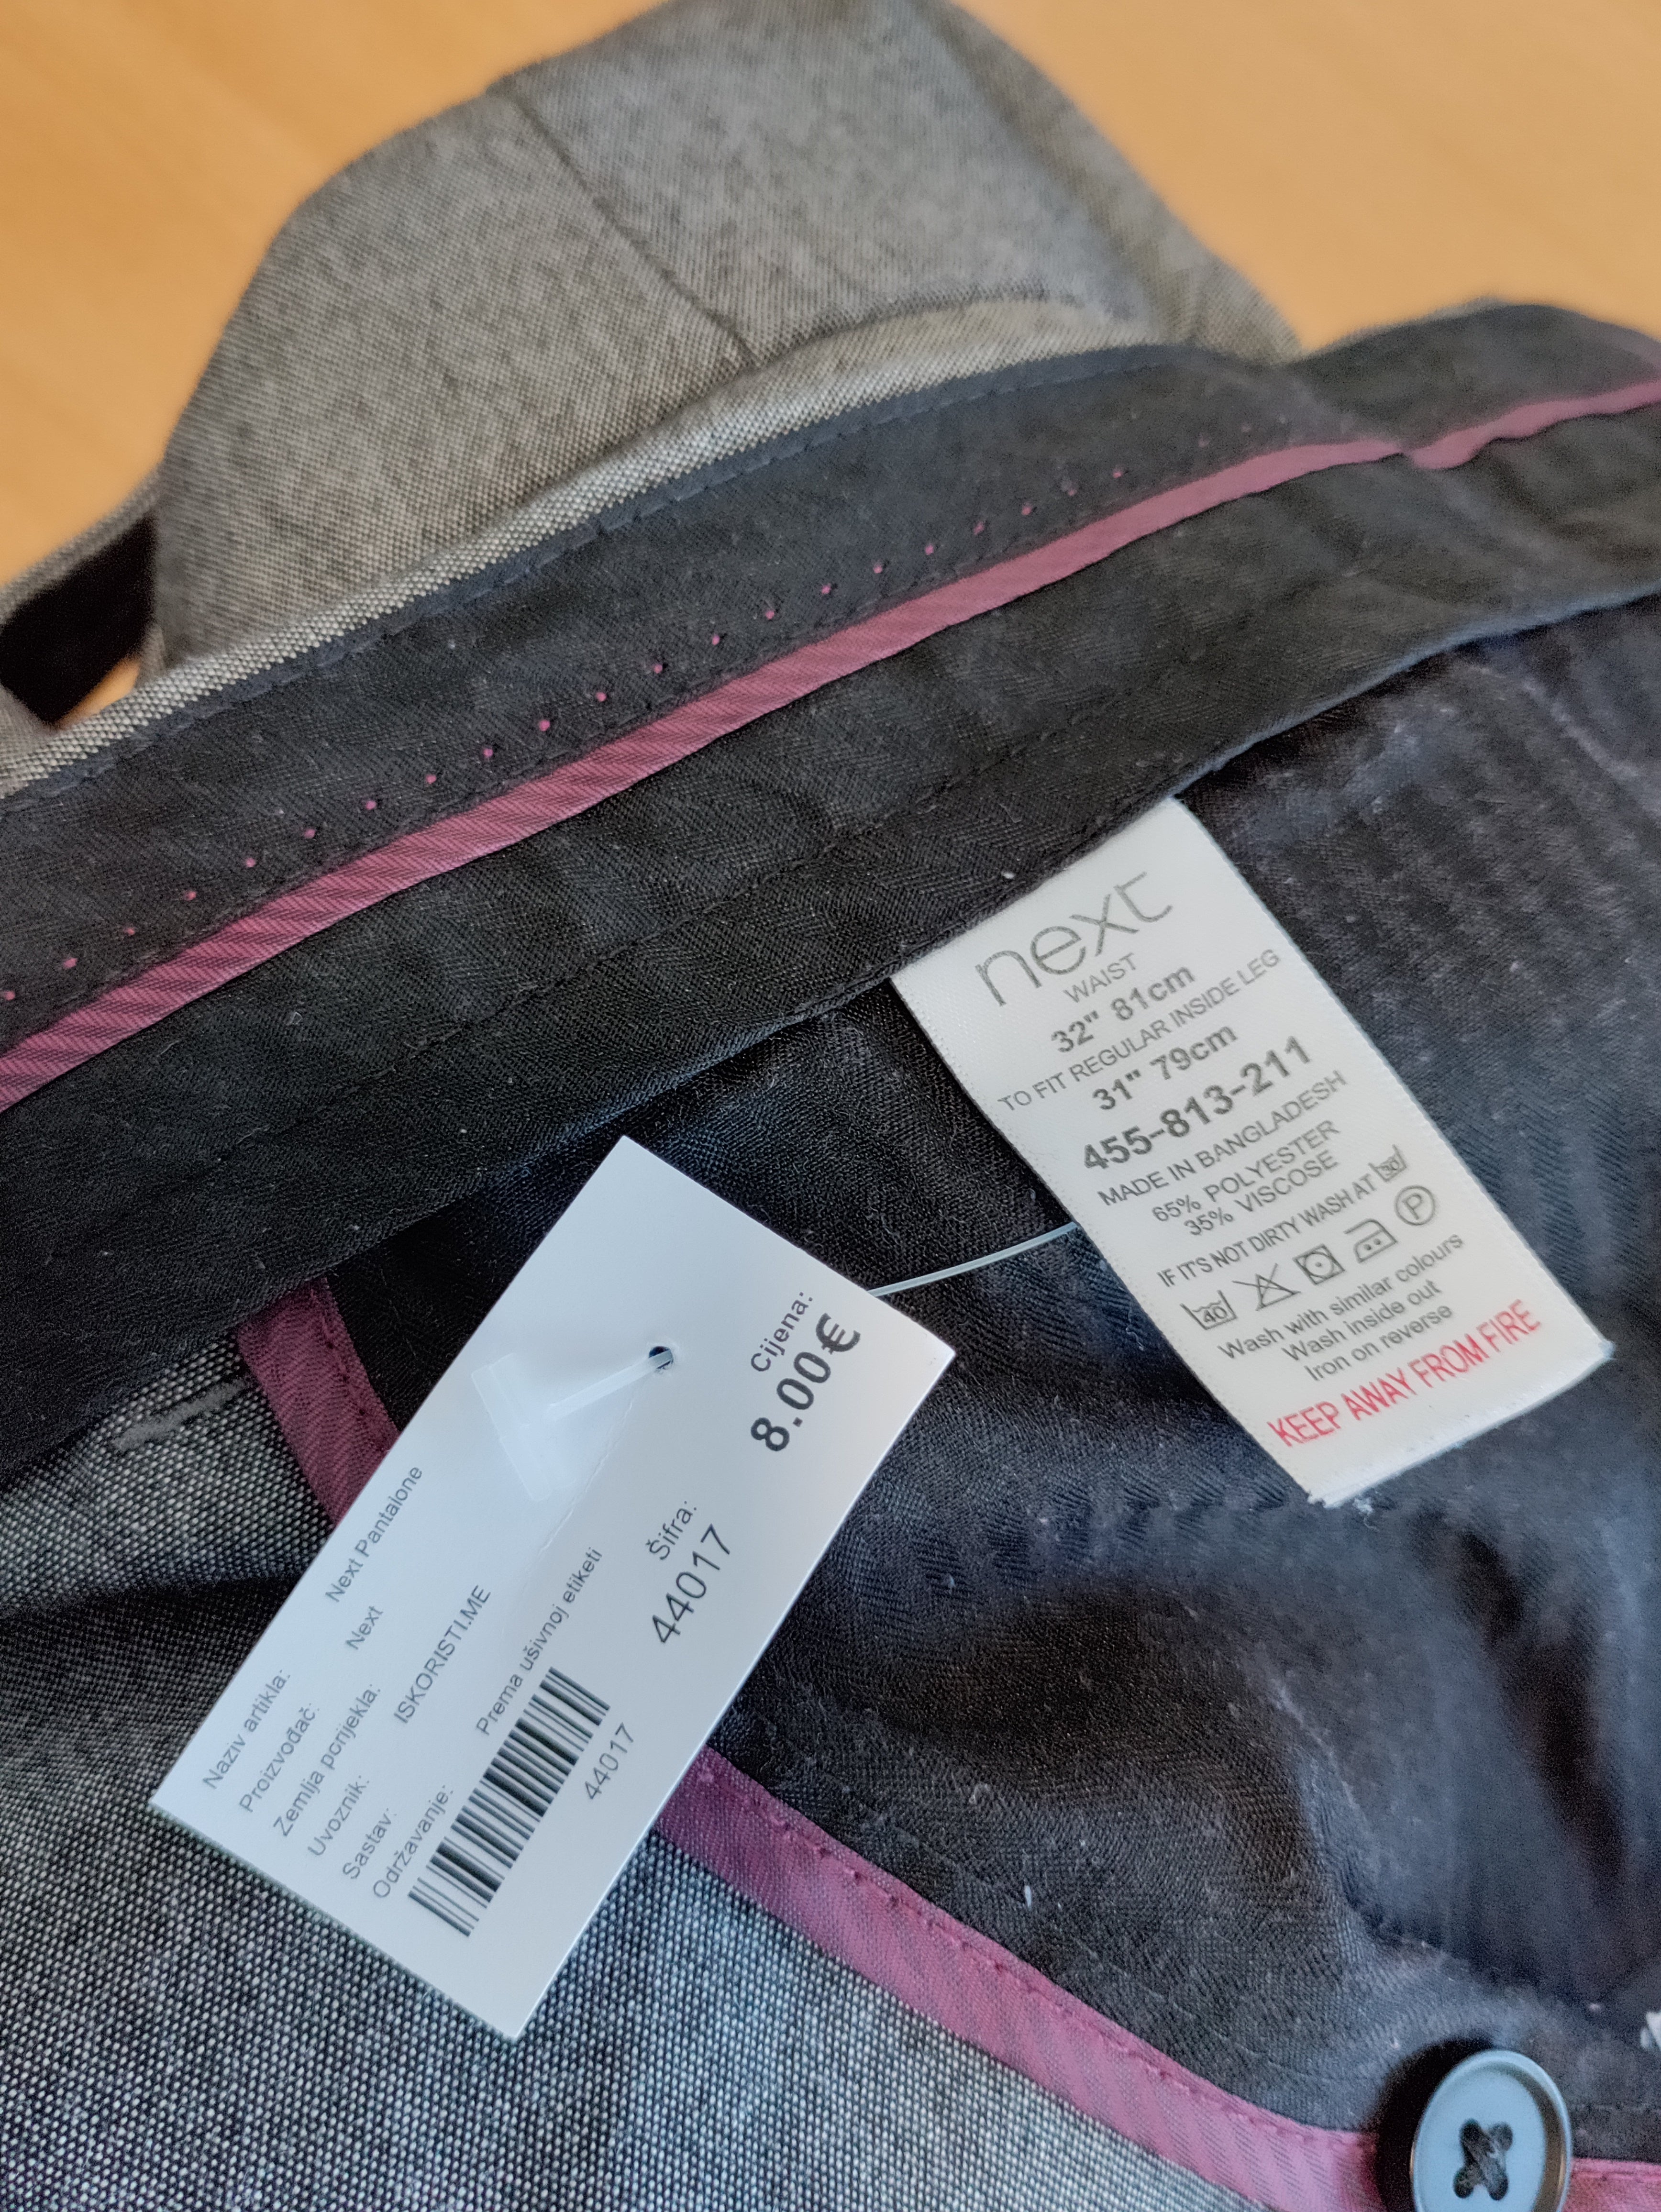 next
WAIST
32" 81cm
TO FIT REGULAR INSIDE LEG
31" 79cm
455-813-211
MADE IN BANGLADESH
65% POLYESTER
35% VISCOSE
IF IT'S NOT DIRTY WASH AT 30
40 P
Wash with similar colours
Wash inside out
Iron on reverse
KEEP AWAY FROM FIRE
Naziv artikla: Next Pantalone
Proizvođač: Next
Zemlja porijekla:
Uvoznik: ISKORISTI.ME
Sastav:
Održavanje: Prema ušivnoj etiketi
44017
Šifra:
44017
Cijena:
8.00€